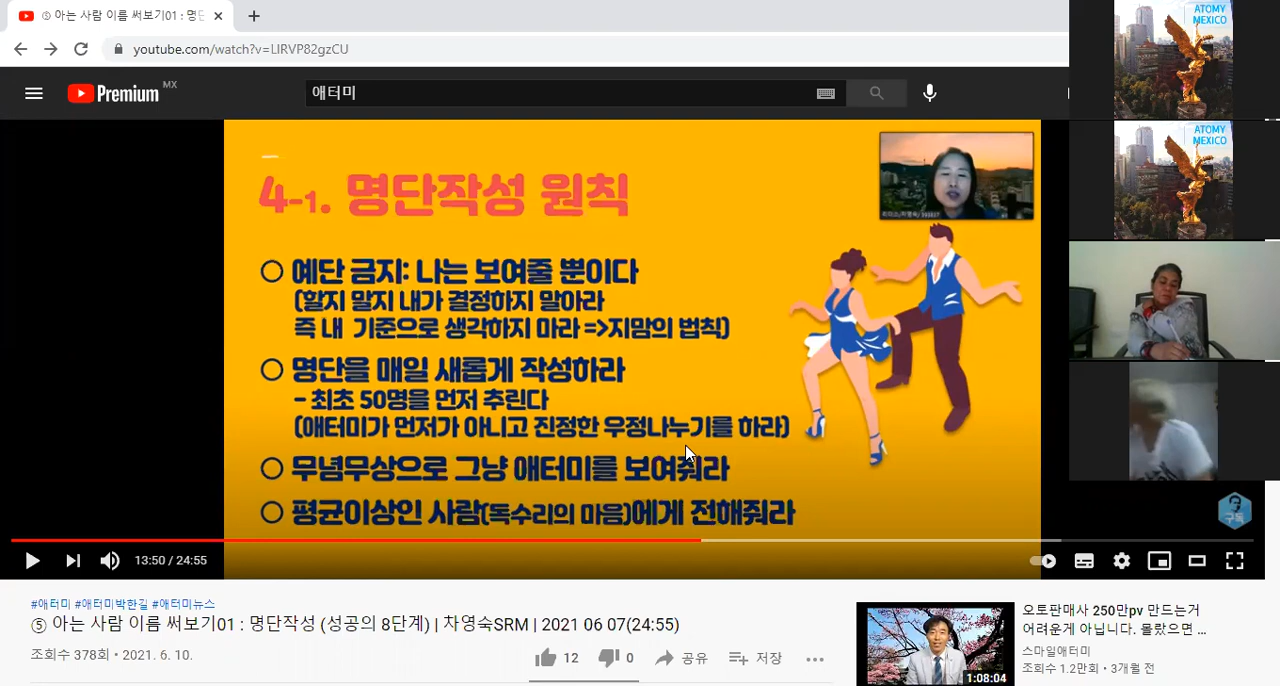 ⑤ 아는 사람 이름 써보기01 : 명단
youtube.com/watch?v=LIRVP82gzCU
Premium MX
애터미
ATOMY
MEXICO
ATOMY
MEXICO
4-1. 명단작성 원칙
○ 예단 금지: 나는 보여줄 뿐이다
(할지 말지 내가 결정하지 말아라
즉 내 기준으로 생각하지 마라 =>지맘의 법칙)
○ 명단을 매일 새롭게 작성하라
- 최초 50명을 먼저 추린다
(애터미가 먼저가 아니고 진정한 우정나누기를 하라)
○ 무념무상으로 그냥 애터미를 보여줘라
○ 평균이상인 사람(독수리의 마음)에게 전해줘라
구독
13:50 / 24:55
#애터미 #애터미박한길 #애터미뉴스
⑤ 아는 사람 이름 써보기01 : 명단작성 (성공의 8단계) | 차영숙SRM | 2021 06 07(24:55)
조회수 378회 • 2021. 6. 10.
12
0
공유
저장
오토판매사 250만pv 만드는거
어려운게 아닙니다. 몰랐으면 ...
스마일애터미
조회수 1.2만회 • 3개월 전
1:08:04